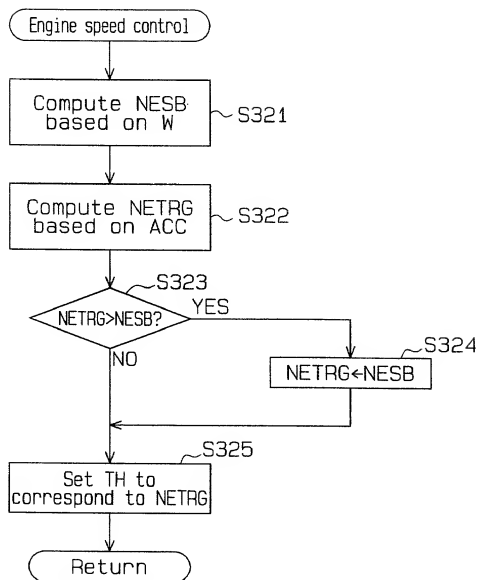 Engine speed control
Compute NESB
based on W
S321
Compute NETRG
based on ACC
S322
S323
NETRG>NESB?
YES
NO
S324
NETRG←NESB
S325
Set TH to
correspond to NETRG
Return